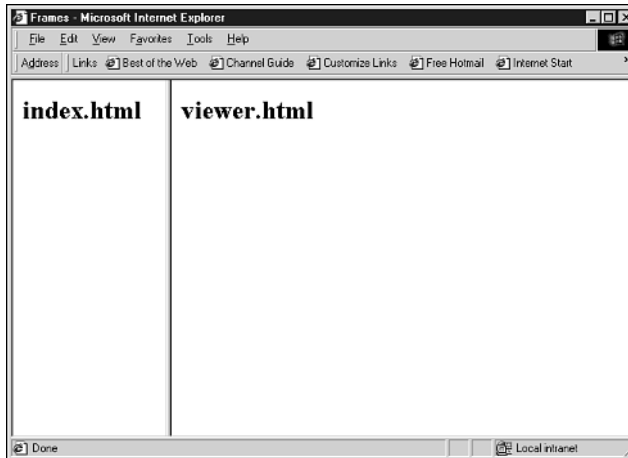 Frames - Microsoft Internet Explorer
File Edit View Favorites Tools Help
Address Links Best of the Web Channel Guide Customize Links Free Hotmail Internet Start »
index.html viewer.html
Done Local intranet